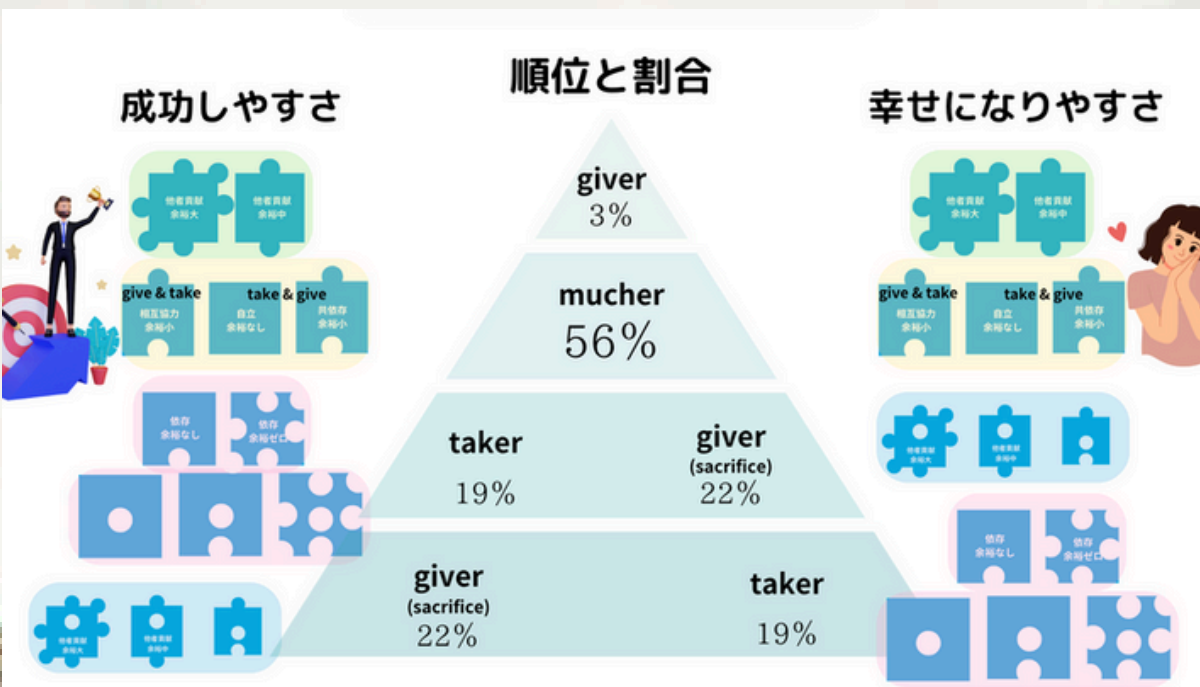 順位と割合
成功しやすさ
幸せになりやすさ
giver
3%
mucher
56%
taker
19%
giver
(sacrifice)
22%
giver
(sacrifice)
22%
taker
19%
他者貢献
余裕大
他者貢献
余裕中
give & take
take & give
相互協力
余裕小
自立
余裕なし
共依存
余裕小
依存
余裕なし
依存
余裕ゼロ
他者貢献
余裕大
他者貢献
余裕中
他者貢献
余裕大
他者貢献
余裕中
give & take
take & give
相互協力
余裕小
自立
余裕なし
共依存
余裕小
他者貢献
余裕大
他者貢献
余裕中
依存
余裕なし
依存
余裕ゼロ